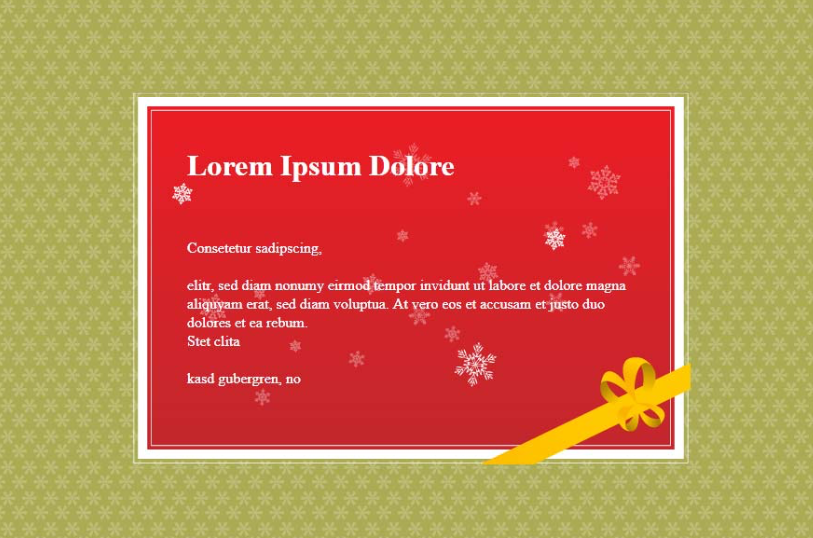 Lorem Ipsum Dolore
Consetetur sadipscing,
elitr, sed diam nonumy eirmod tempor invidunt ut labore et dolore magna
aliquyam erat, sed diam voluptua. At vero eos et accusam et justo duo
dolores et ea rebum.
Stet clita
kasd gubergren, no